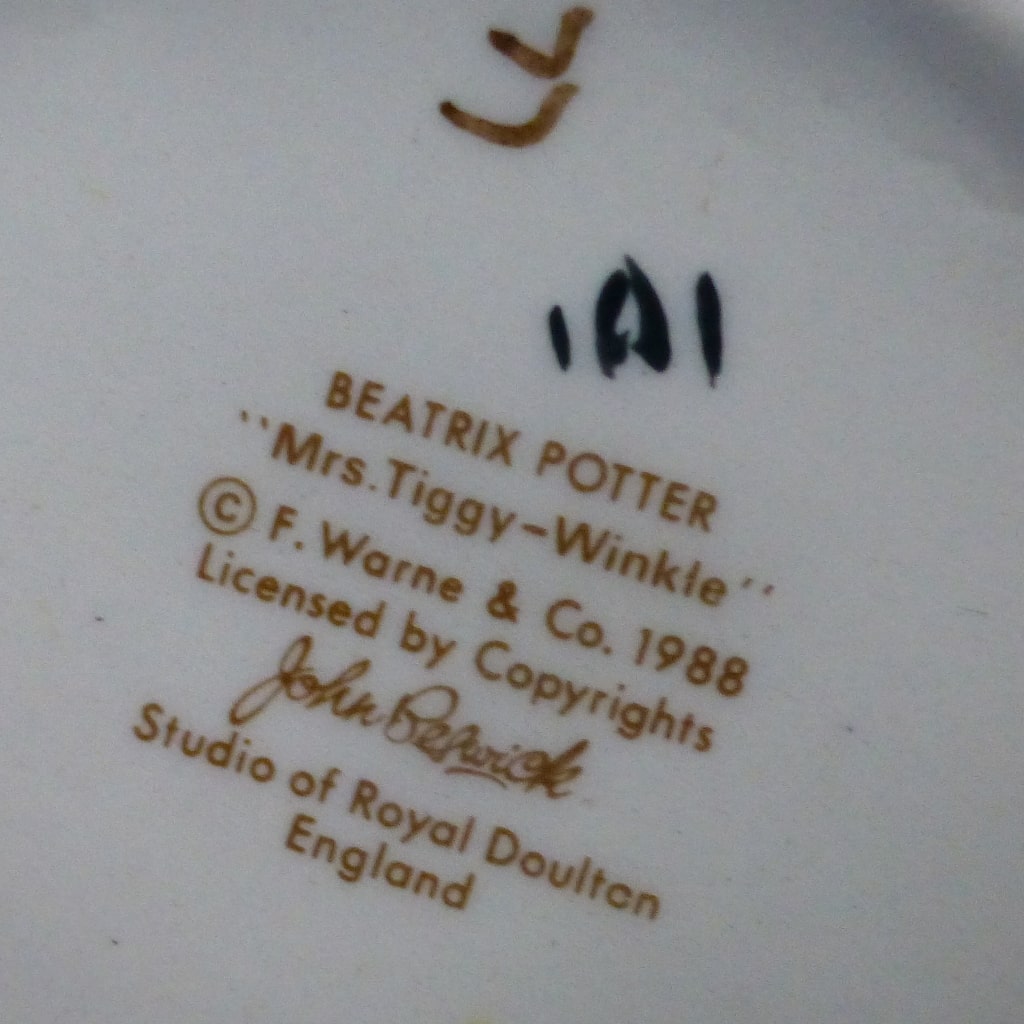 BEATRIX POTTER
"Mrs. Tiggy-Winkle"
© F. Warne & Co. 1988
Licensed by Copyrights
John Beswick
Studio of Royal Doulton
England